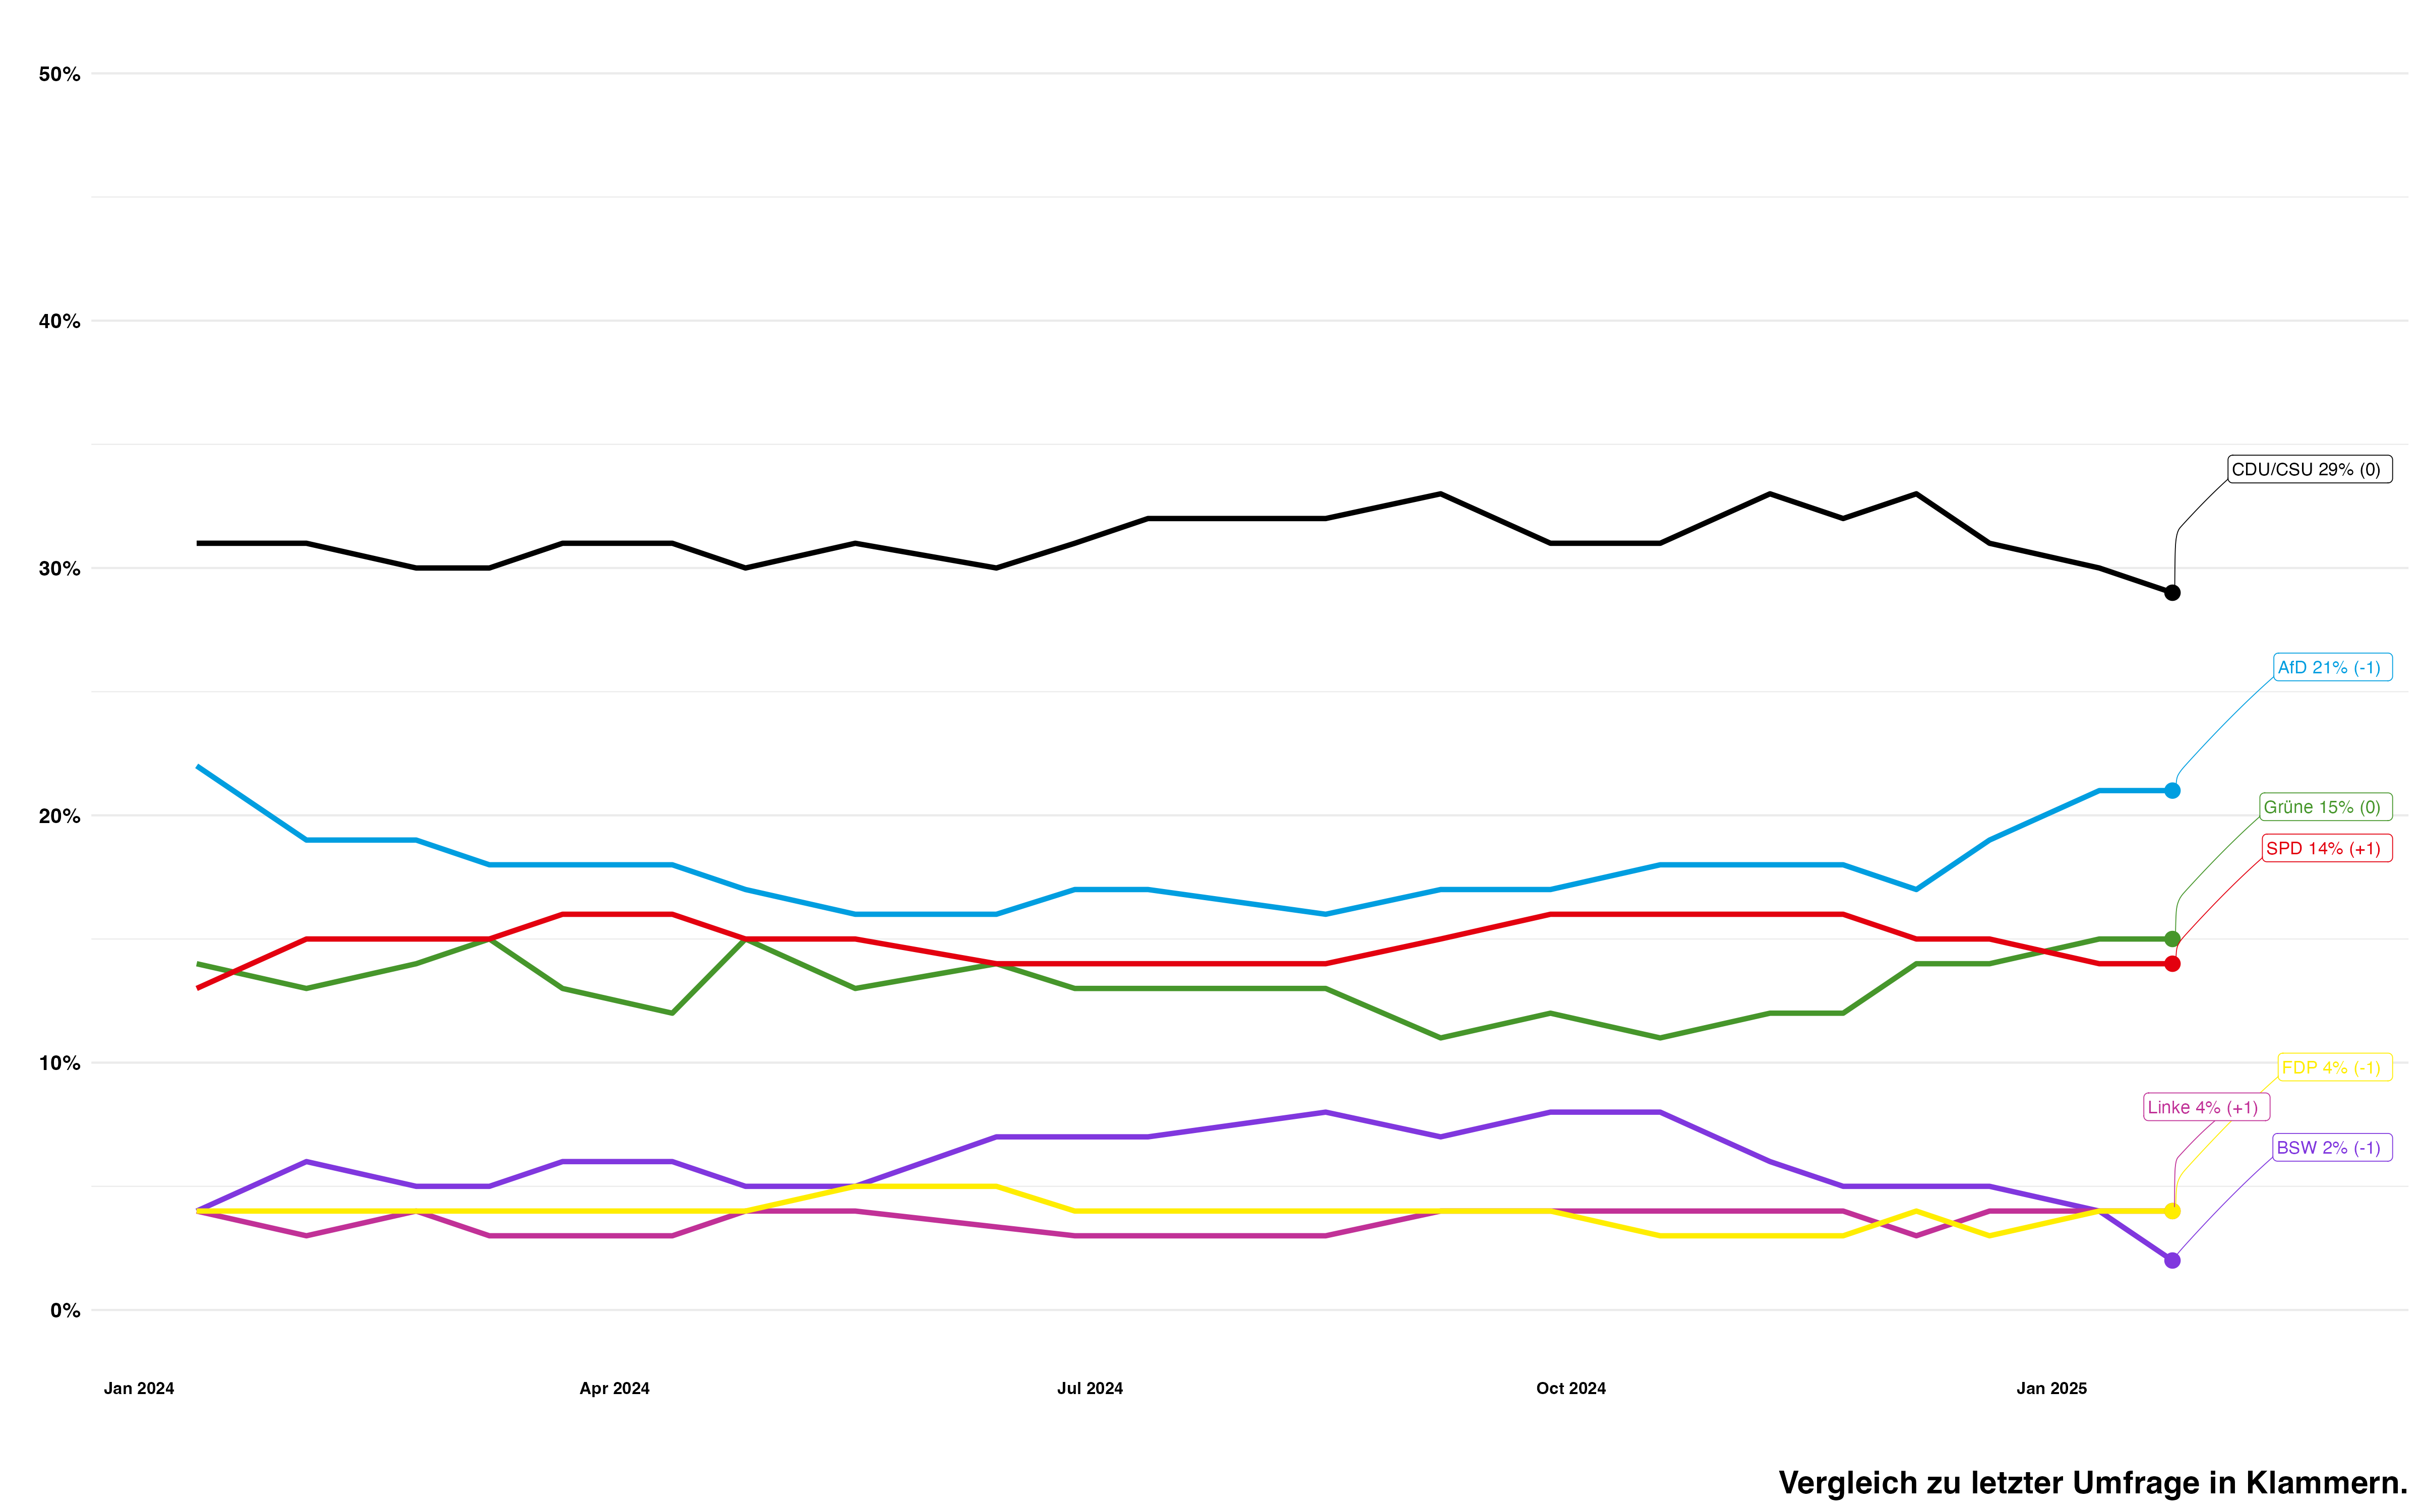 50%
40%
30%
20%
10%
0%
CDU/CSU 29% (0)
AfD 21% (-1)
Grüne 15% (0)
SPD 14% (+1)
FDP 4% (-1)
Linke 4% (+1)
BSW 2% (-1)
Jan 2024 Apr 2024 Jul 2024 Oct 2024 Jan 2025
Vergleich zu letzter Umfrage in Klammern.